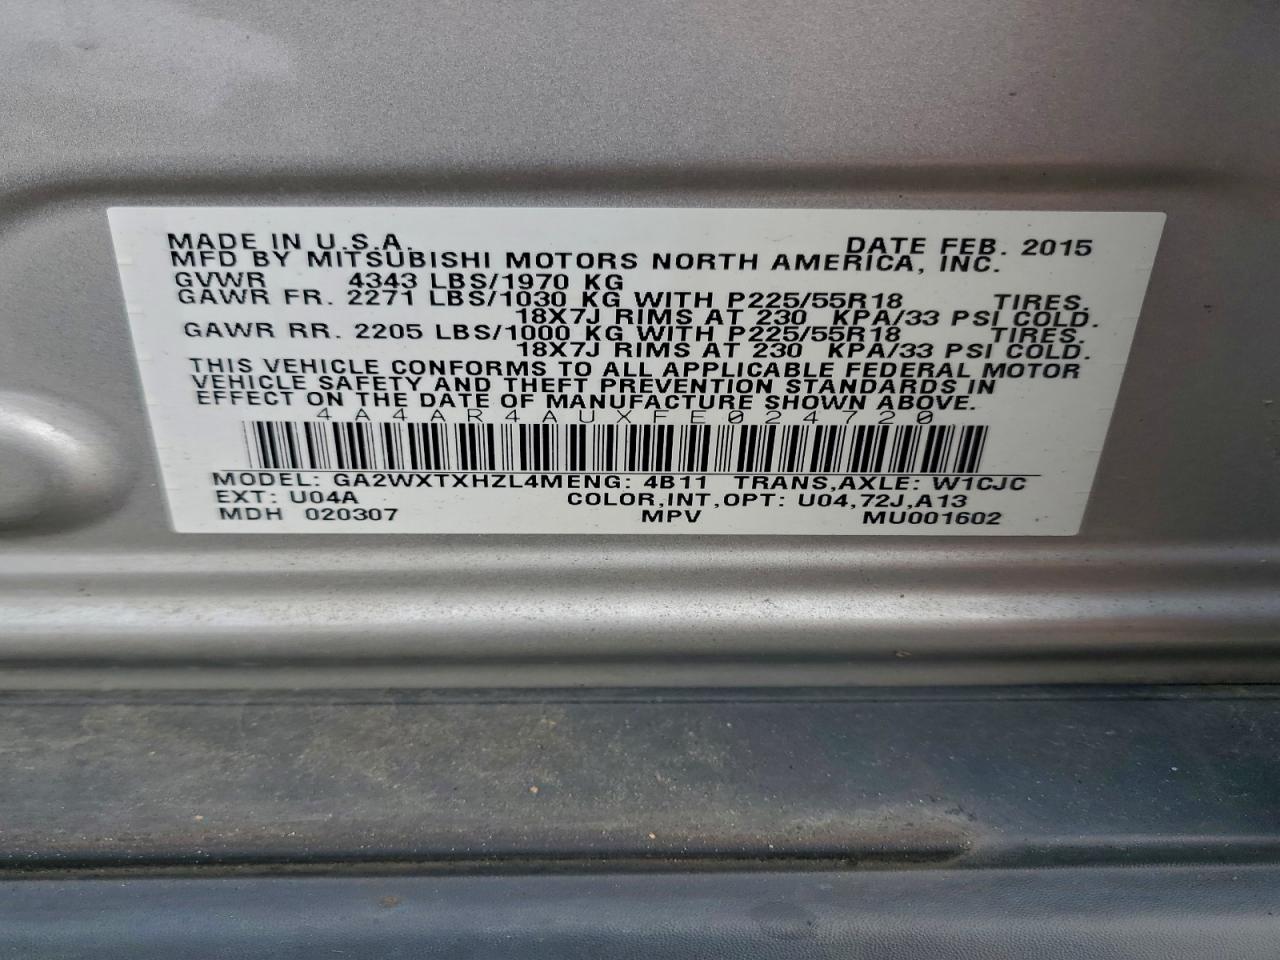 MADE IN U.S.A. DATE FEB. 2015
MFD BY MITSUBISHI MOTORS NORTH AMERICA, INC.
GVWR 4343 LBS/1970 KG
GAWR FR. 2271 LBS/1030 KG WITH P225/55R18 TIRES,
18X7J RIMS AT 230 KPA/33 PSI COLD.
GAWR RR. 2205 LBS/1000 KG WITH P225/55R18 TIRES,
18X7J RIMS AT 230 KPA/33 PSI COLD.
THIS VEHICLE CONFORMS TO ALL APPLICABLE FEDERAL MOTOR
VEHICLE SAFETY AND THEFT PREVENTION STANDARDS IN
EFFECT ON THE DATE OF MANUFACTURE SHOWN ABOVE.
4A4AR4AUXFE024720
MODEL: GA2WXTXHZL4MENG: 4B11 TRANS,AXLE: W1CJC
EXT: U04A COLOR,INT,OPT: U04,72J,A13
MDH 020307 MPV MU001602